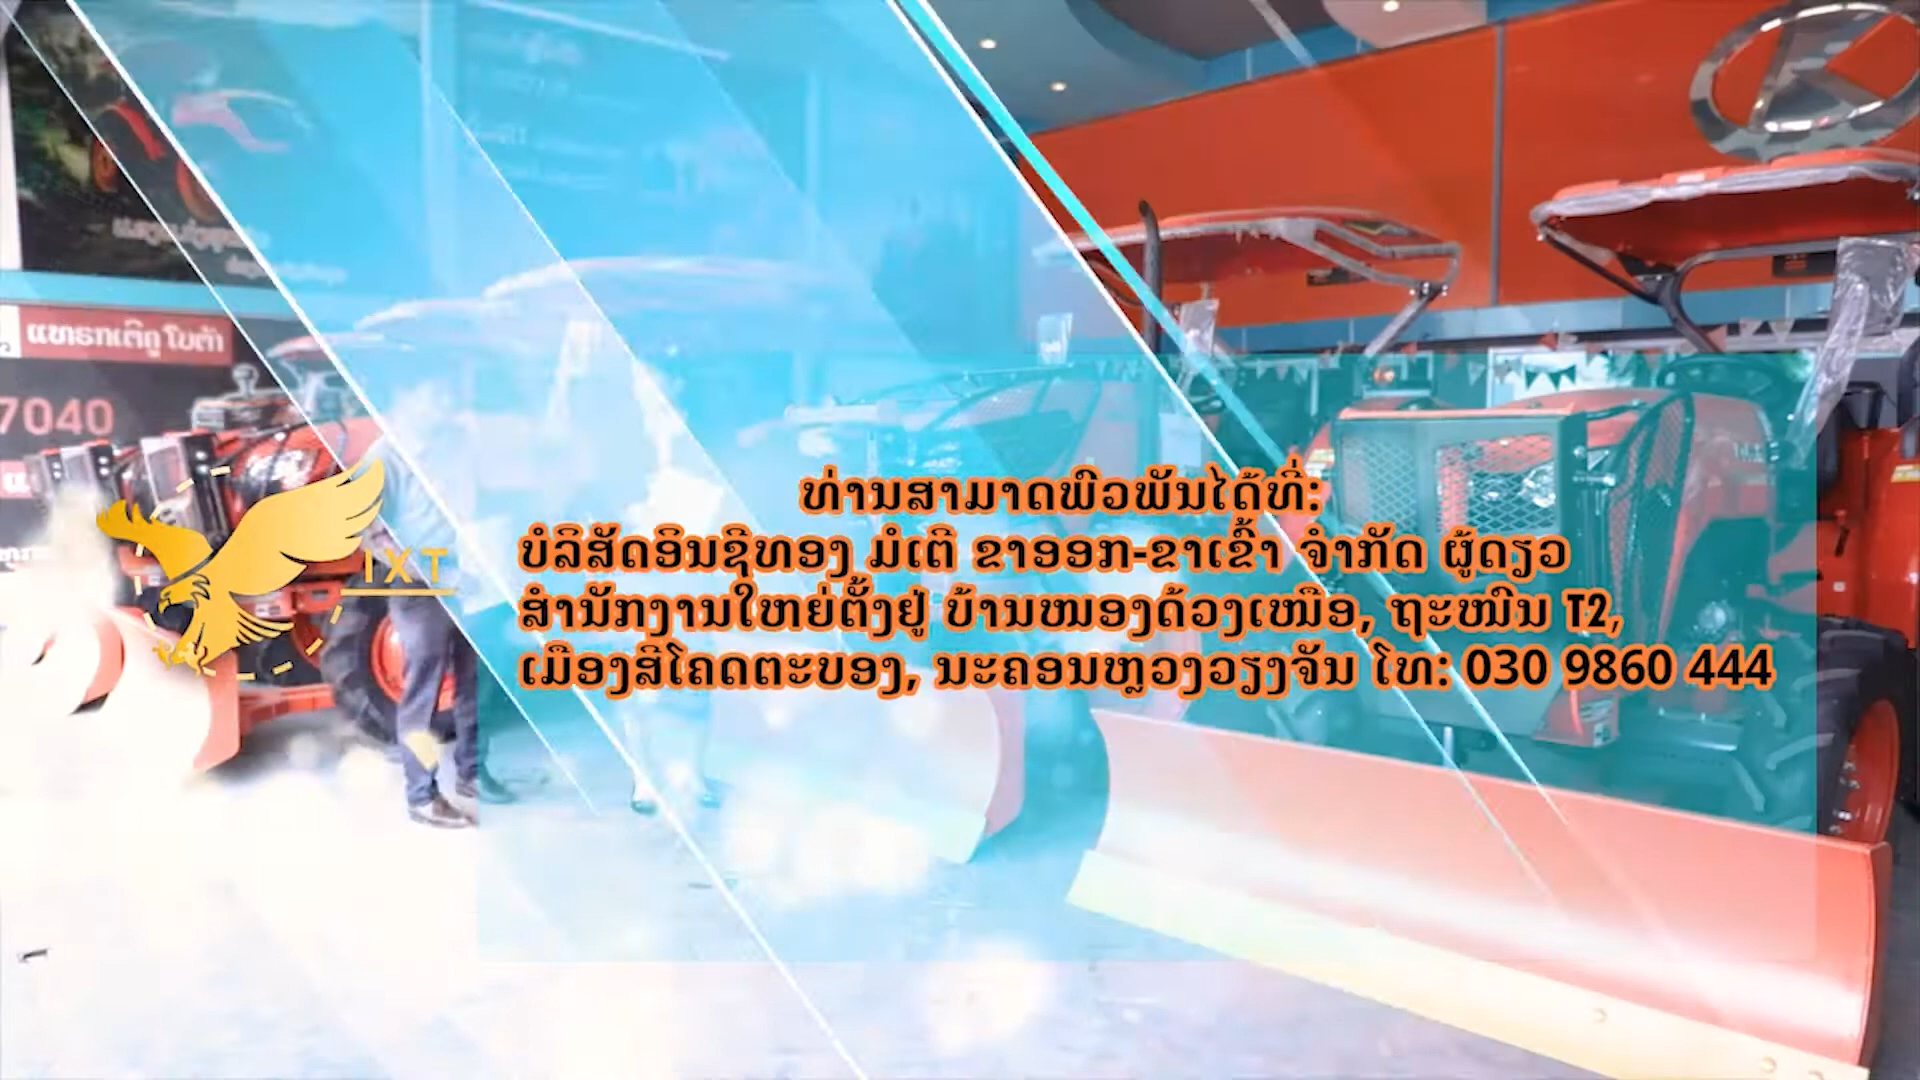 ແທຣກເຕີກູໂບຕ້າ
7040
IXT
ທ່ານສາມາດພົວພັນໄດ້ທີ່:
ບໍລິສັດອິນຊີທອງ ມໍເຕີ ຂາອອກ-ຂາເຂົ້າ ຈຳກັດ ຜູ້ດຽວ
ສຳນັກງານໃຫຍ່ຕັ້ງຢູ່ ບ້ານໜອງດ້ວງເໜືອ, ຖະໜົນ T2,
ເມືອງສີໂຄດຕະບອງ, ນະຄອນຫຼວງວຽງຈັນ ໂທ: 030 9860 444